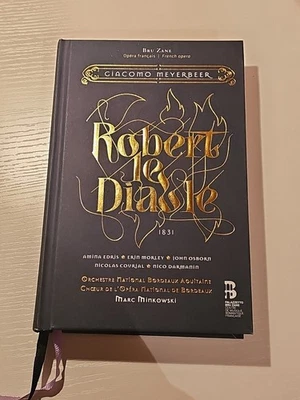 BRU ZANE
Opéra français | French opera
GIACOMO MEYERBEER
Robert
le
Diable
1831
AMINA EDRIS • ERIN MORLEY • JOHN OSBORN
NICOLAS COURJAL • NICO DARMANIN
ORCHESTRE NATIONAL BORDEAUX AQUITAINE
CHŒUR DE L'OPÉRA NATIONAL DE BORDEAUX
MARC MINKOWSKI